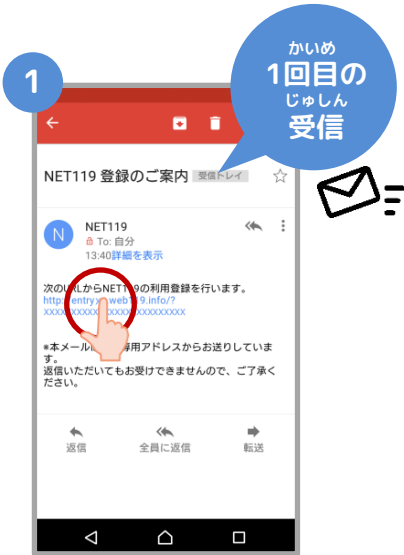 1
かいめ
1回目の
じゅしん
受信
NET119 登録のご案内 受信トレイ
N
NET119
To: 自分
13:40詳細を表示
次のURLからNET119の利用登録を行います。
http://entry
web119.info/?
xxxxxxxxxxxxxxxxxxxxxxxxx
※本メールは
専用アドレスからお送りしていま
す。
返信いただいてもお受けできませんので、ご了承く
ださい。
返信
全員に返信
転送